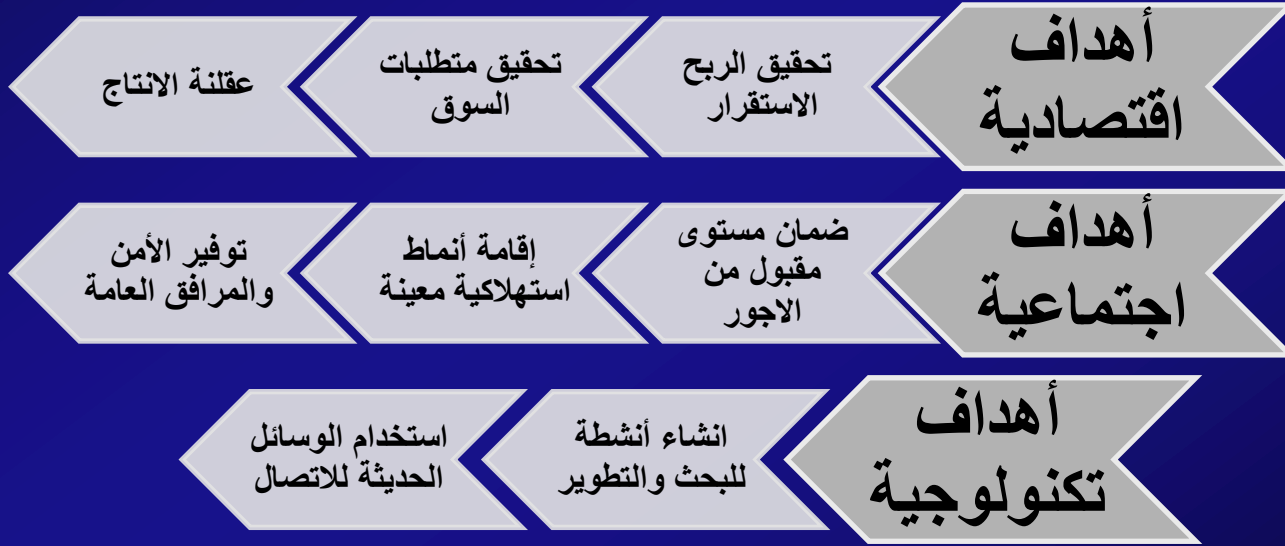 أهداف
اقتصادية
تحقيق الربح
الاستقرار
تحقيق متطلبات
السوق
عقلنة الانتاج
أهداف
اجتماعية
ضمان مستوى
مقبول من
الاجور
إقامة أنماط
استهلاكية معينة
توفير الأمن
والمرافق العامة
أهداف
تكنولوجية
انشاء أنشطة
للبحث والتطوير
استخدام الوسائل
الحديثة للاتصال